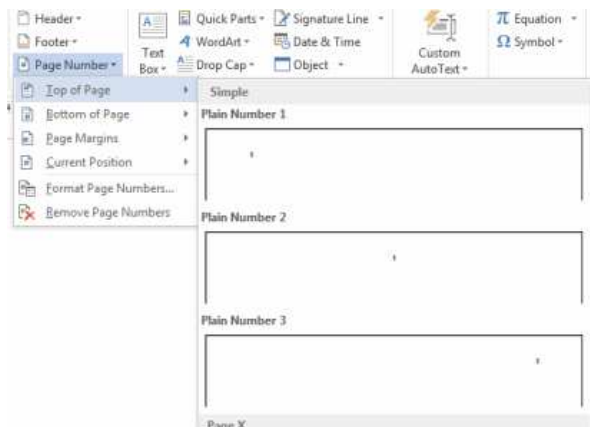 Header
Quick Parts
Signature Line
π Equation
Footer
WordArt
Date & Time
Ω Symbol
Page Number
Text Box
Drop Cap
Object
Custom AutoText
Top of Page
Bottom of Page
Page Margins
Current Position
Format Page Numbers...
Remove Page Numbers
Simple
Plain Number 1
Plain Number 2
Plain Number 3
Page X